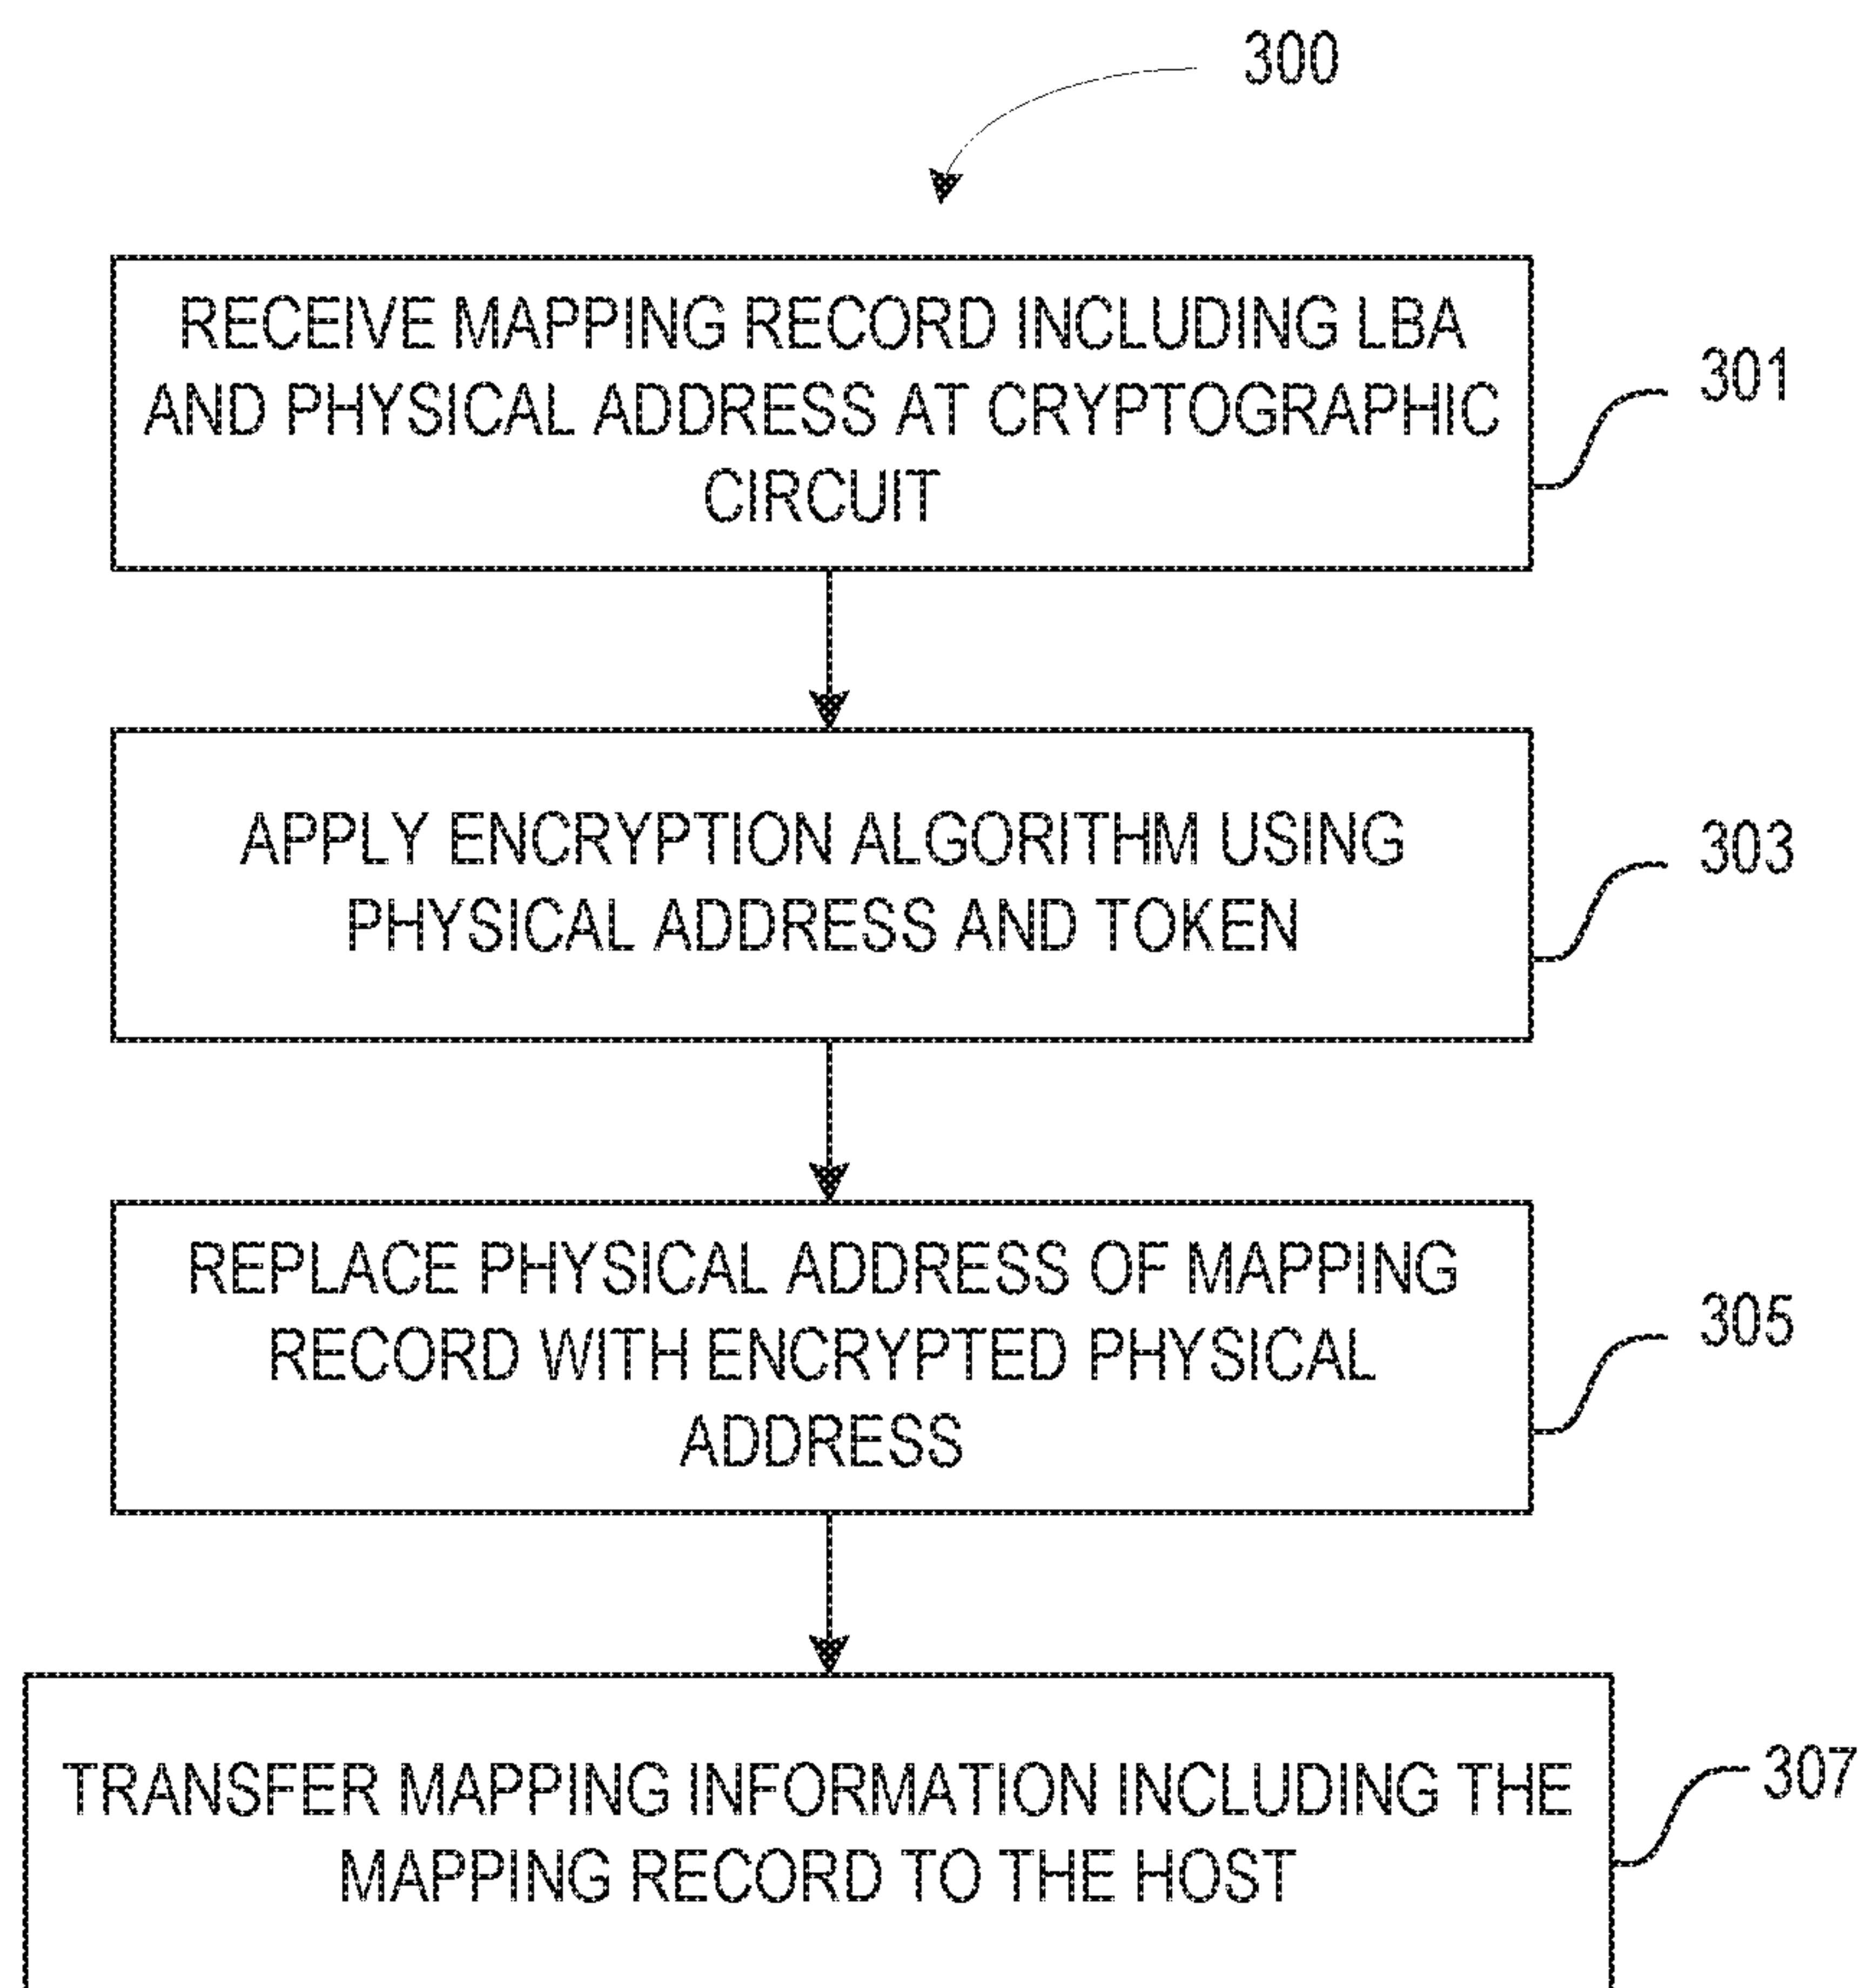 300
RECEIVE MAPPING RECORD INCLUDING LBA
AND PHYSICAL ADDRESS AT CRYPTOGRAPHIC
CIRCUIT
301
APPLY ENCRYPTION ALGORITHM USING
PHYSICAL ADDRESS AND TOKEN
303
REPLACE PHYSICAL ADDRESS OF MAPPING
RECORD WITH ENCRYPTED PHYSICAL
ADDRESS
305
TRANSFER MAPPING INFORMATION INCLUDING THE
MAPPING RECORD TO THE HOST
307